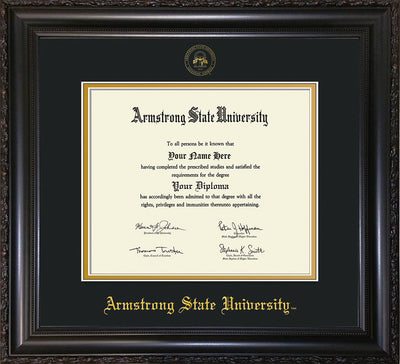 Armstrong State University
To all persons be it known that
Your Name Here
having completed the prescribed studies and satisfied the
requirements for the degree
Your Diploma
has accordingly been admitted to that degree with all the
rights, privileges and immunities thereunto appertaining.
Armstrong State University